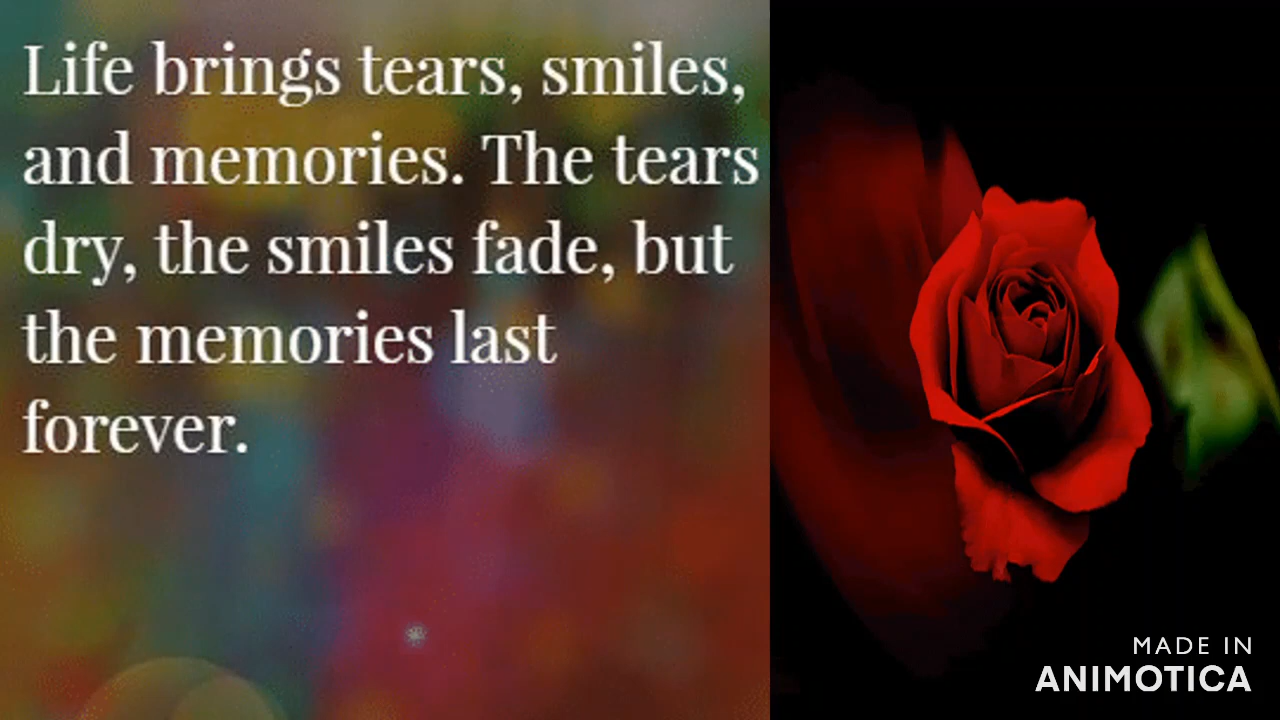 Life brings tears, smiles,
and memories. The tears
dry, the smiles fade, but
the memories last
forever.
MADE IN
ANIMOTICA